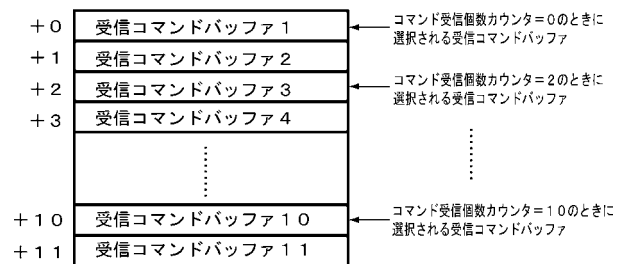 +0 受信コマンドバッファ1
コマンド受信個数カウンタ=0のときに
選択される受信コマンドバッファ
+1 受信コマンドバッファ2
+2 受信コマンドバッファ3
コマンド受信個数カウンタ=2のときに
選択される受信コマンドバッファ
+3 受信コマンドバッファ4
+10 受信コマンドバッファ10
コマンド受信個数カウンタ=10のときに
選択される受信コマンドバッファ
+11 受信コマンドバッファ11